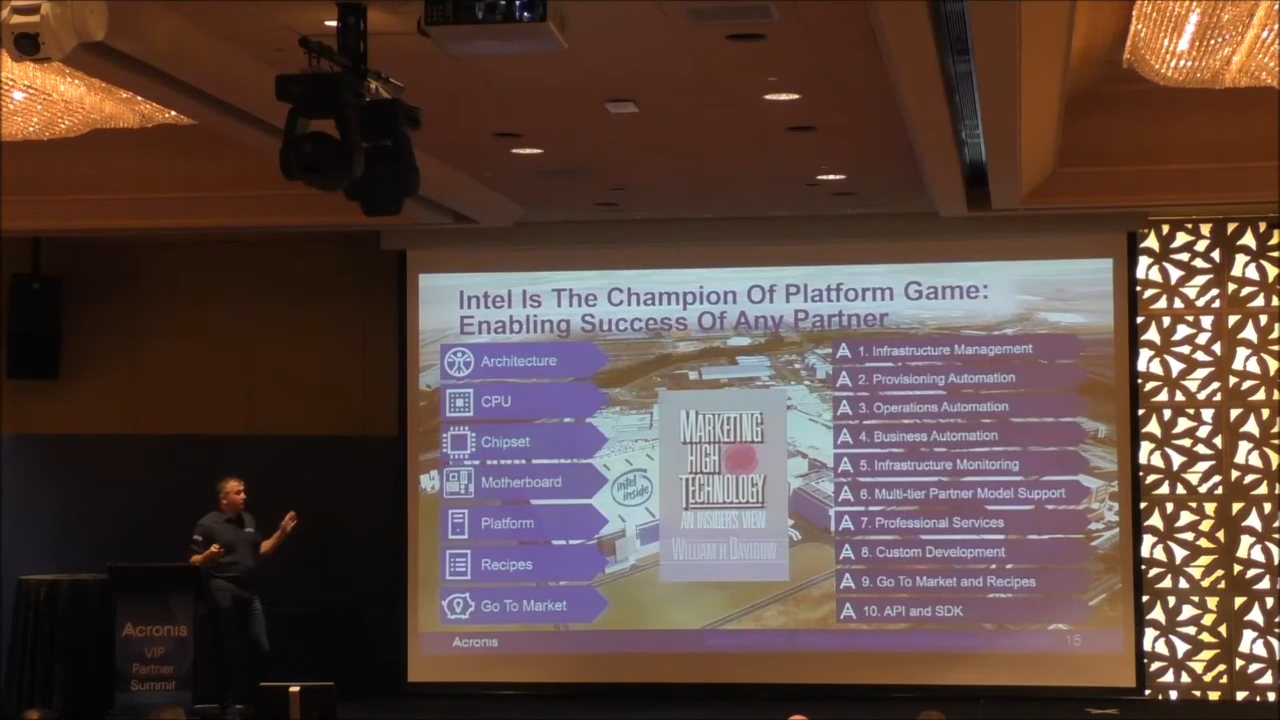 Intel Is The Champion Of Platform Game:
Enabling Success Of Any Partner
Architecture
CPU
Chipset
Motherboard
Platform
Recipes
Go To Market
intel
inside
MARKETING
HIGH
TECHNOLOGY
AN INSIDER'S VIEW
WILLIAM H. DAVIDOW
1. Infrastructure Management
2. Provisioning Automation
3. Operations Automation
4. Business Automation
5. Infrastructure Monitoring
6. Multi-tier Partner Model Support
7. Professional Services
8. Custom Development
9. Go To Market and Recipes
10. API and SDK
Acronis
15
Acronis
VIP
Partner
Summit